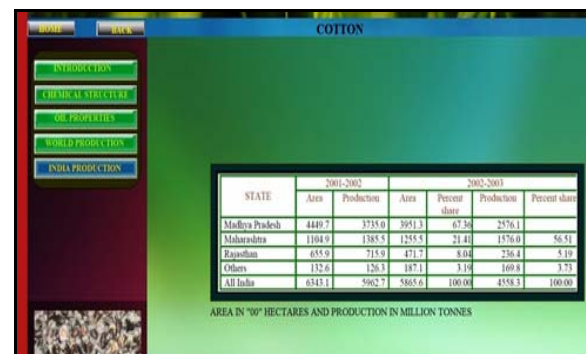 HOME BACK COTTON
INTRODUCTION
CHEMICAL STRUCTURE
OIL PROPERTIES
WORLD PRODUCTION
INDIA PRODUCTION
STATE 2001-2002 2002-2003
Area Production Area Percent share Production Percent share
Madhya Pradesh 4449.7 3735.0 3951.3 67.36 2576.1
Maharashtra 1104.9 1385.5 1255.5 21.41 1576.0 56.51
Rajasthan 655.9 715.9 471.7 8.04 236.4 5.19
Others 132.6 126.3 187.1 3.19 169.8 3.73
All India 6343.1 5962.7 5865.6 100.00 4558.3 100.00
AREA IN "00" HECTARES AND PRODUCTION IN MILLION TONNES